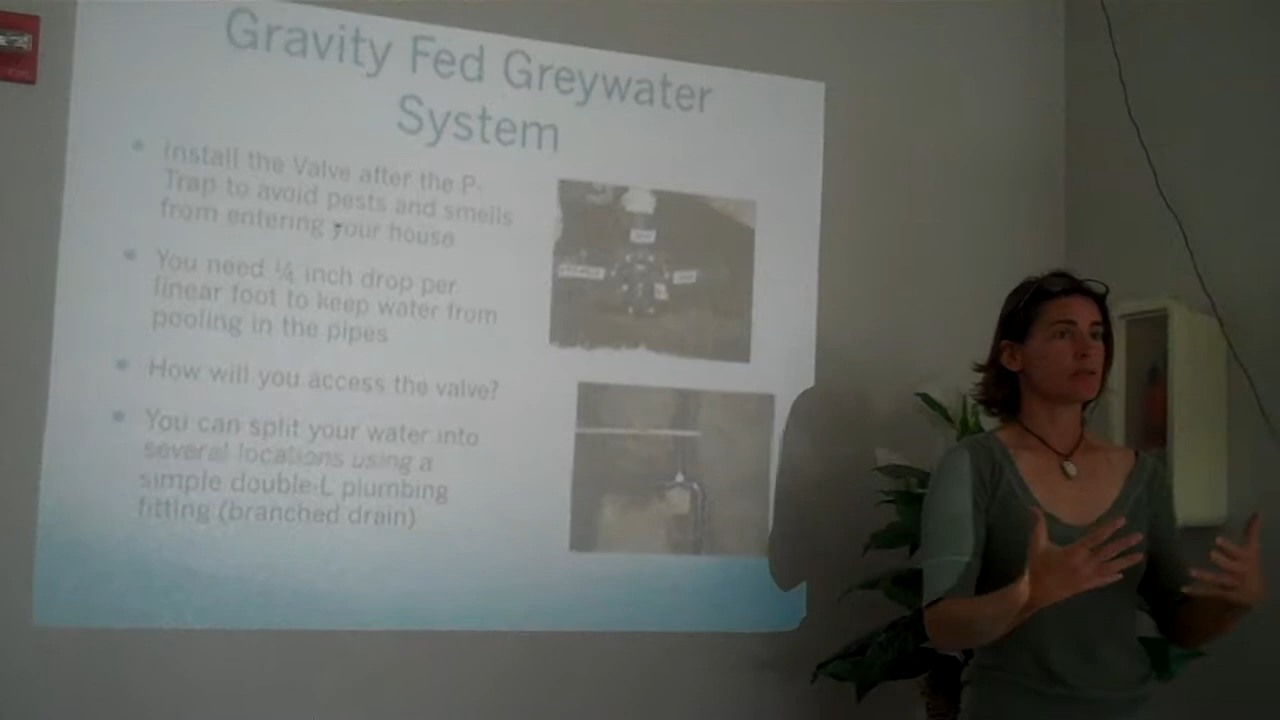 Gravity Fed Greywater
System
• Install the Valve after the P-
Trap to avoid pests and smells
from entering your house
• You need ¼ inch drop per
linear foot to keep water from
pooling in the pipes
• How will you access the valve?
• You can split your water into
several locations using a
simple double-L plumbing
fitting (branched drain)